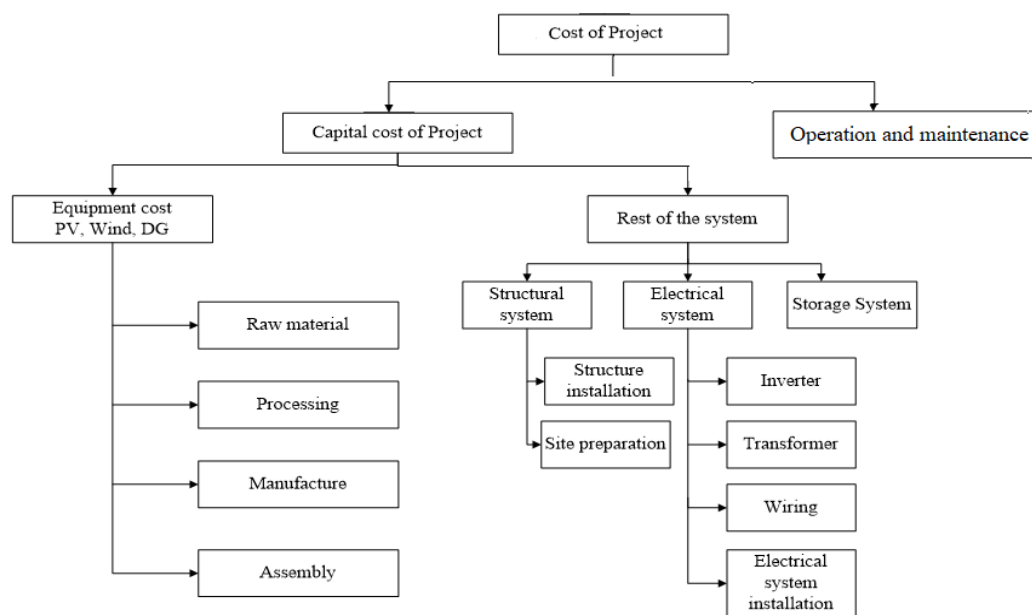 Cost of Project
Capital cost of Project
Operation and maintenance
Equipment cost
PV, Wind, DG
Rest of the system
Structural
system
Electrical
system
Storage System
Raw material
Processing
Manufacture
Assembly
Structure
installation
Site preparation
Inverter
Transformer
Wiring
Electrical
system
installation